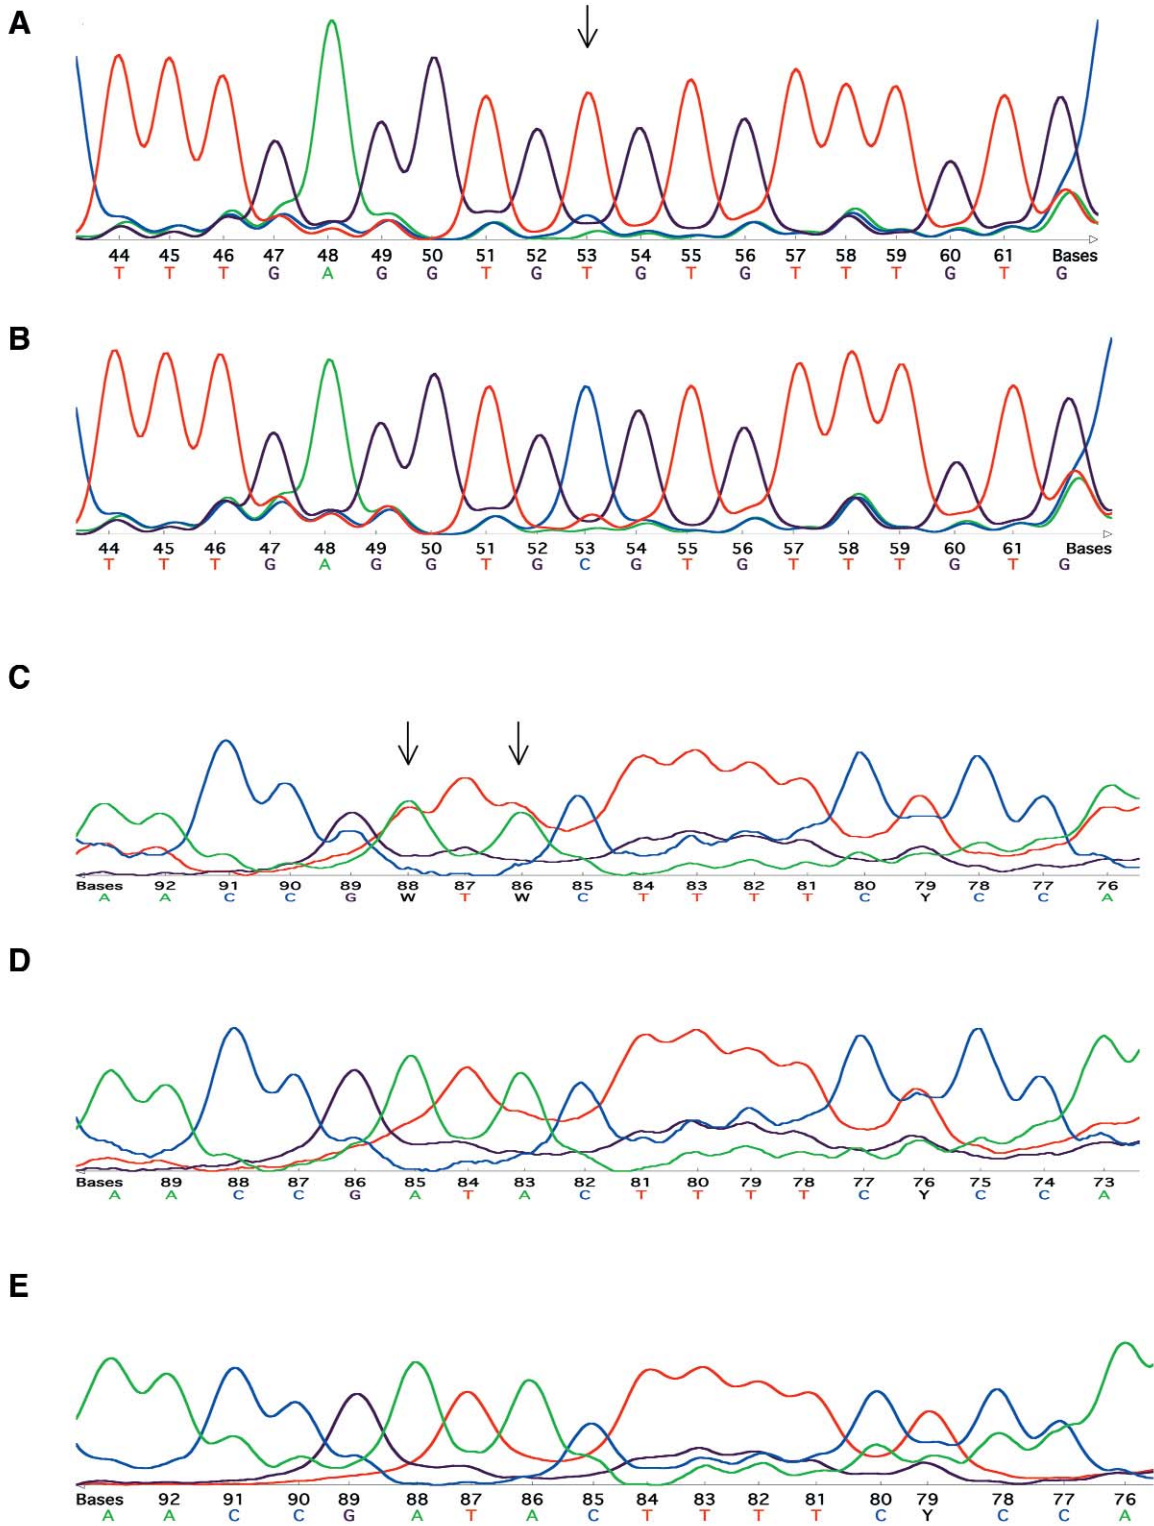 A
44 45 46 47 48 49 50 51 52 53 54 55 56 57 58 59 60 61 Bases
T T T G A G G T G T G T G T T T G T G
B
44 45 46 47 48 49 50 51 52 53 54 55 56 57 58 59 60 61 Bases
T T T G A G G T G C G T G T T T G T G
C
Bases 92 91 90 89 88 87 86 85 84 83 82 81 80 79 78 77 76
A A C C G W T W C T T T T C Y C C A
D
Bases 89 88 87 86 85 84 83 82 81 80 79 78 77 76 75 74 73
A A C C G A T A C T T T T C Y C C A
E
Bases 92 91 90 89 88 87 86 85 84 83 82 81 80 79 78 77 76
A A C C G A T A C T T T T C Y C C A